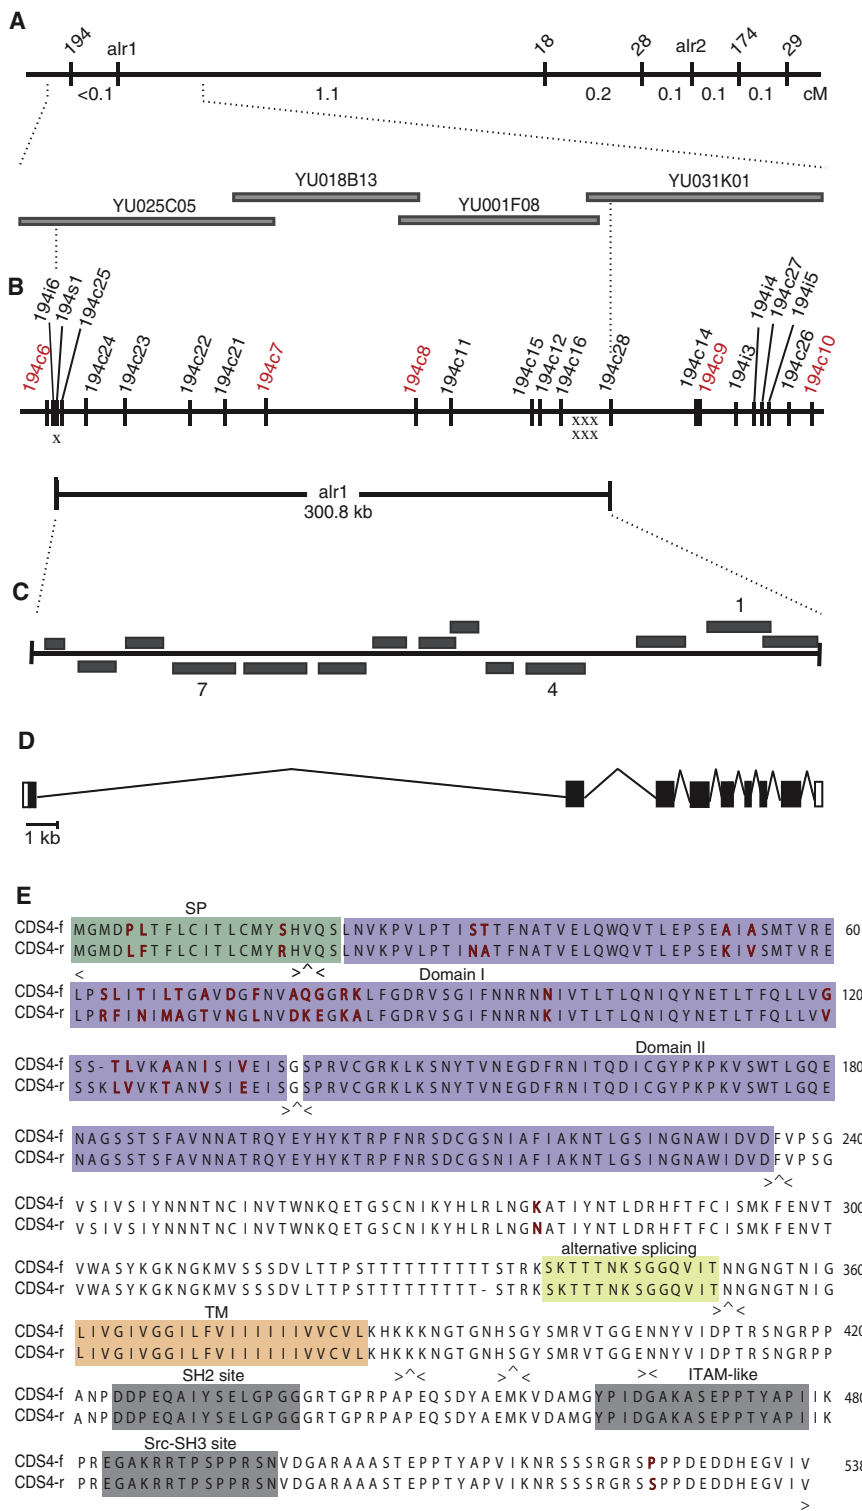 A
194 alr1 18 28 alr2 174 29
<0.1 1.1 0.2 0.1 0.1 0.1 cM
YU018B13 YU031K01
YU025C05 YU001F08
B
194c6 194i6 194s1 194c25 194c24 194c23 194c22 194c21 194c7 194c8 194c11 194c15 194c12 194c16 194c28 194c14 194c9 194i3 194i4 194c27 194i5 194c26 194c10
x xxx
xxx
alr1
300.8 kb
C
1
7 4
D
1 kb
E
SP
CDS4-f MGMDPLTFLCITLCMYSHVQSLNVKPVLPTISTTFNATVELQWQVTLEPSEAIASMTVRE 60
CDS4-r MGMDLFTFLCITLCMYRHVQSLNVKPVLPTINATFNATVELQWQVTLEPSEKIVSMTVRE
< >^< Domain I
CDS4-f LPSLITILTGAVDGFNVAQGGRKLFGDRVSGIFNNRNNIVTLTLQNIQYNETLTFQLLVG 120
CDS4-r LPRFINIMAGTVNGLNVDKEGKALFGDRVSGIFNNRNKIVTLTLQNIQYNETLTFQLLVV
Domain II
CDS4-f SS-TLVKAANISIVEISGSPRVCGRKLKSNYTVNEGDFRNITQDICGYPKPKVSWTLGQE 180
CDS4-r SSKLVVKTANVSIEEISGSPRVCGRKLKSNYTVNEGDFRNITQDICGYPKPKVSWTLGQE
>^<
CDS4-f NAGSSTSFAVNNATRQYEYHYKTRPFNRSDCGSNIAFIAKNTLGSINGNAWIDVDFVPSG 240
CDS4-r NAGSSTSFAVNNATRQYEYHYKTRPFNRSDCGSNIAFIAKNTLGSINGNAWIDVDFVPSG
>^<
CDS4-f VSIVSIYNNNTNCINVTWNKQETGSCNIKYHLRLNGKATIYNTLDRHFTFCISMKFENVT 300
CDS4-r VSIVSIYNNNTNCINVTWNKQETGSCNIKYHLRLNGNATIYNTLDRHFTFCISMKFENVT
alternative splicing
CDS4-f VWASYKGKNGKMVSSSDVLTTPSTTTTTTTTTTSTRKSKTTTNKSGGQVITNNGNGTNIG 360
CDS4-r VWASYKGKNGKMVSSSDVLTTPSTTTTTTTTT-STRKSKTTTNKSGGQVITNNGNGTNIG
TM >^<
CDS4-f LIVGIVGGILFVIIIIIIVVCVLKHKKKNGTGNHSGYSMRVTGGENNYVIDPTRSNGRPP 420
CDS4-r LIVGIVGGILFVIIIIIIVVCVLKHKKKNGTGNHSGYSMRVTGGENNYVIDPTRSNGRPP
SH2 site >^< >^< >< ITAM-like
CDS4-f ANPDDPEQAIYSELGPGGGRTGPRPAPEQSDYAEMKVDAMGYPIDGAKASEPPTYAPIIK 480
CDS4-r ANPDDPEQAIYSELGPGGGRTGPRPAPEQSDYAEMKVDAMGYPIDGAKASEPPTYAPIIK
Src-SH3 site
CDS4-f PREGAKRRTPSPPRSNVDGARAAASTEPPTYAPVIKNRSSSRGRSPPPDEDDHEGVIV 538
CDS4-r PREGAKRRTPSPPRSNVDGARAAASTEPPTYAPVIKNRSSSRGRSSPPDEDDHEGVIV
>